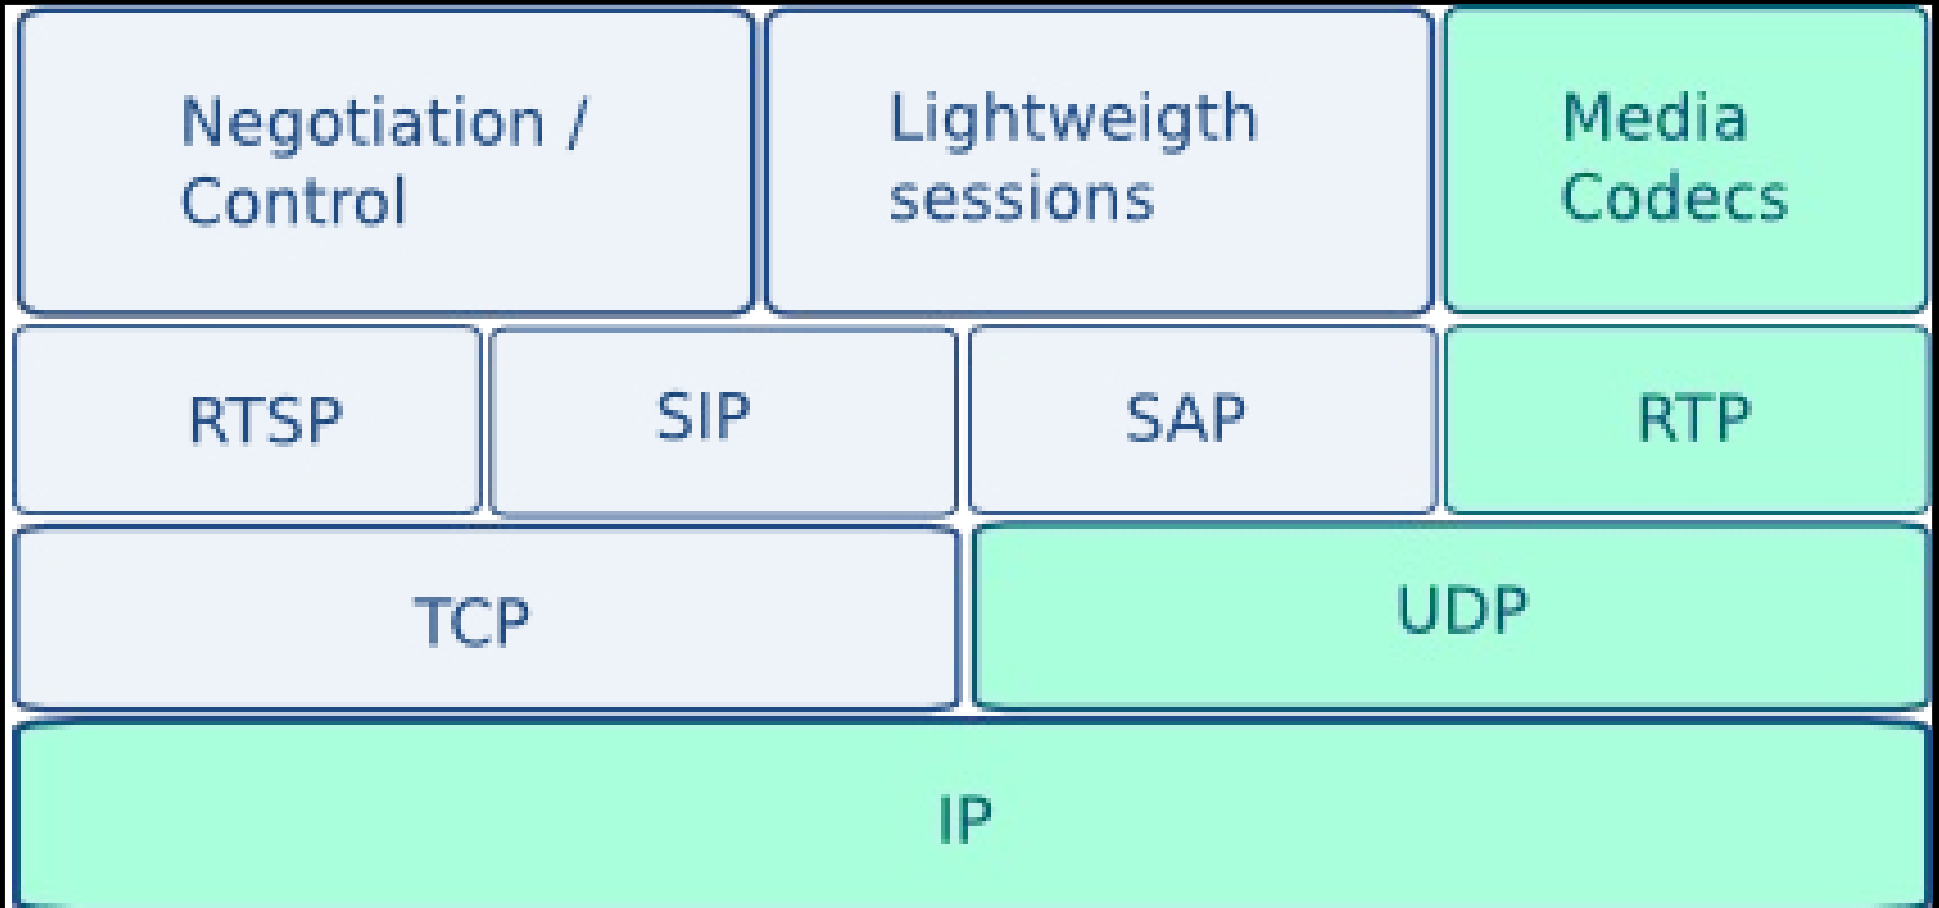 Negotiation /
Control
Lightweigth
sessions
Media
Codecs
RTSP
SIP
SAP
RTP
TCP
UDP
IP